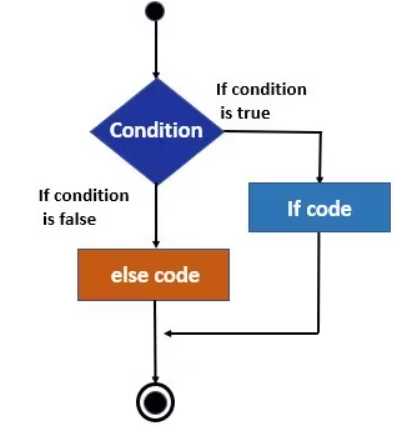 If condition
is true
Condition
If condition
is false
If code
else code